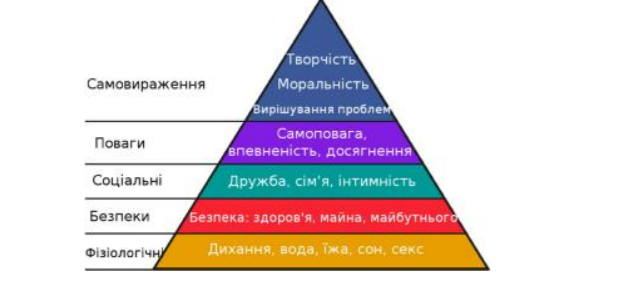 Творчість
Самовираження
Моральність
Вирішування проблем
Поваги
Самоповага,
впевненість, досягнення
Соціальні
Дружба, сім'я, інтимність
Безпеки
Безпека: здоров'я, майна, майбутнього
Фізіологічні
Дихання, вода, їжа, сон, секс